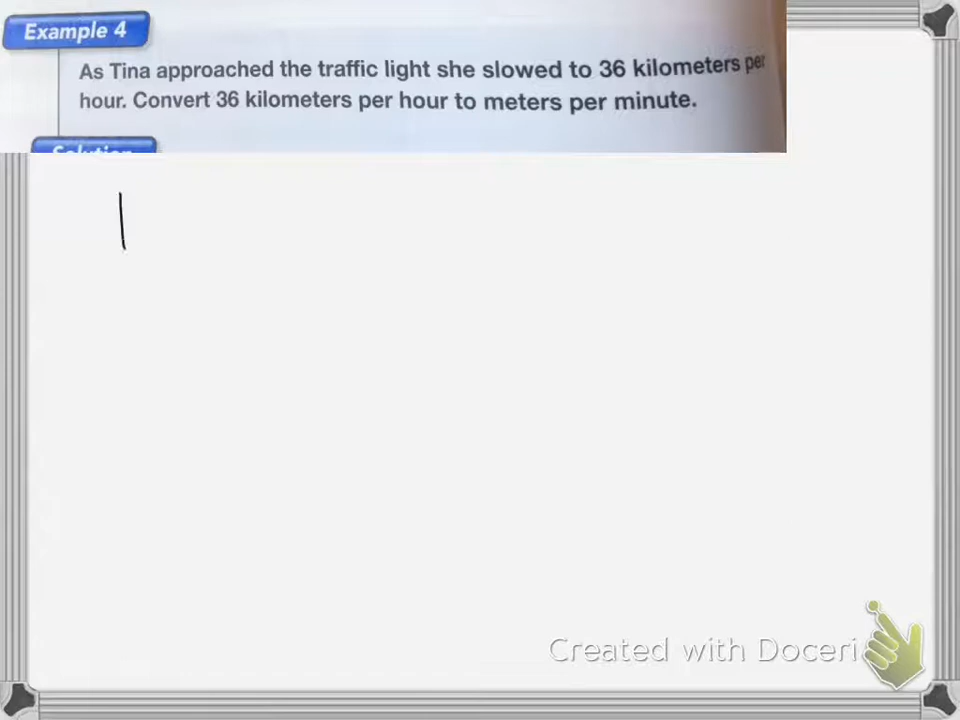 Example 4
As Tina approached the traffic light she slowed to 36 kilometers per
hour. Convert 36 kilometers per hour to meters per minute.
Solution
Created with Doceri